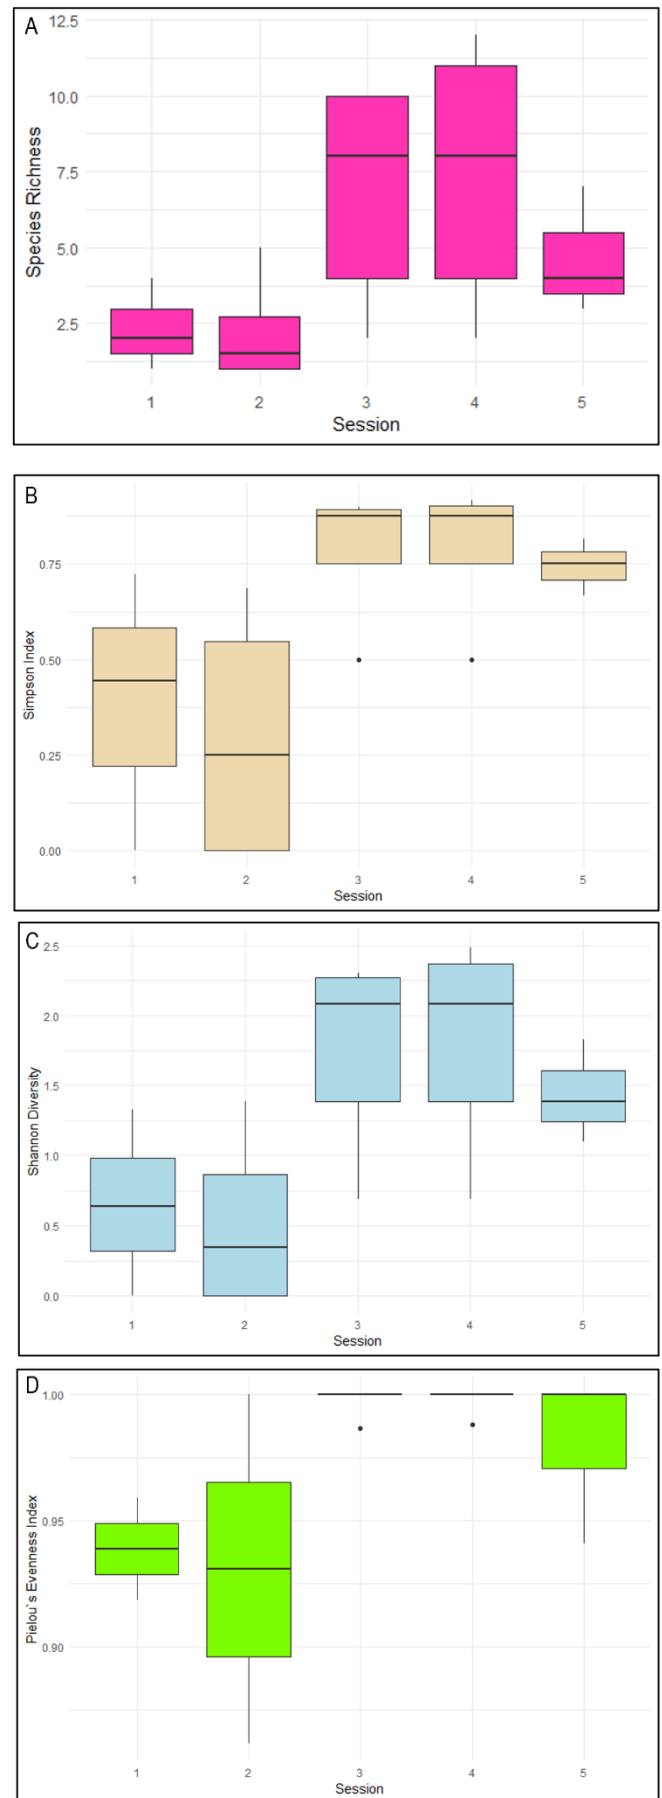 A
Species Richness
12.5
10.0
7.5
5.0
2.5
1 2 3 4 5
Session
B
Simpson Index
0.75
0.50
0.25
0.00
1 2 3 4 5
Session
C
Shannon Diversity
2.5
2.0
1.5
1.0
0.5
0.0
1 2 3 4 5
Session
D
Pielou`s Evenness Index
1.00
0.95
0.90
1 2 3 4 5
Session